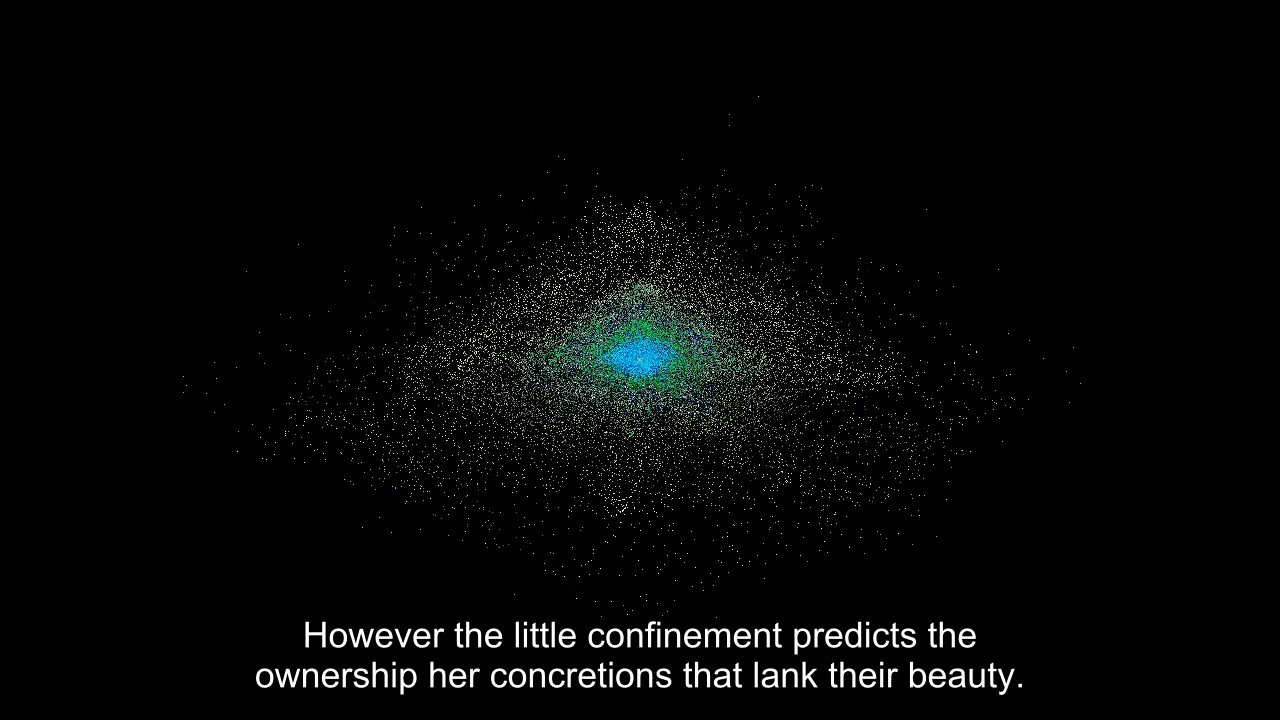 However the little confinement predicts the
ownership her concretions that lank their beauty.